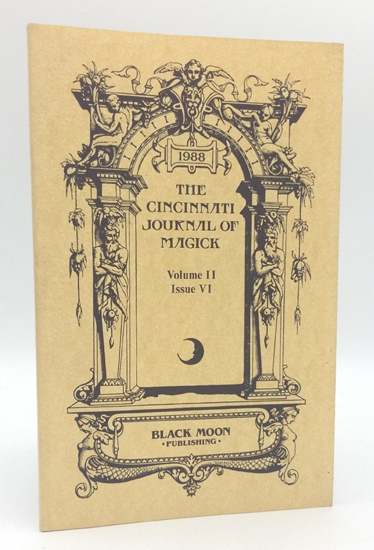 1988
THE
CINCINNATI
JOURNAL OF
MAGICK
Volume II
Issue VI
BLACK MOON
• PUBLISHING •